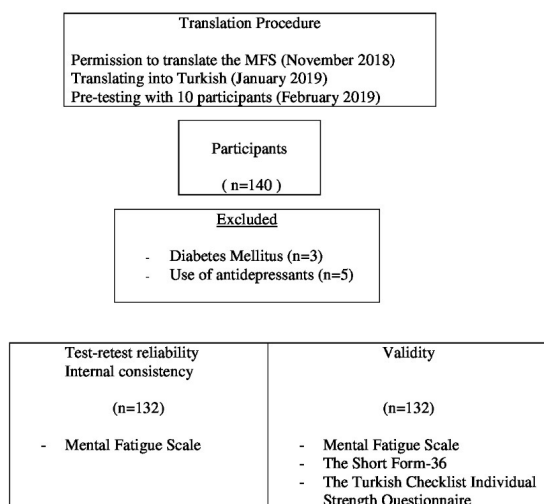 Translation Procedure
Permission to translate the MFS (November 2018)
Translating into Turkish (January 2019)
Pre-testing with 10 participants (February 2019)
Participants
( n=140 )
Excluded
- Diabetes Mellitus (n=3)
- Use of antidepressants (n=5)
Test-retest reliability
Internal consistency
(n=132)
- Mental Fatigue Scale
Validity
(n=132)
- Mental Fatigue Scale
- The Short Form-36
- The Turkish Checklist Individual
Strength Questionnaire